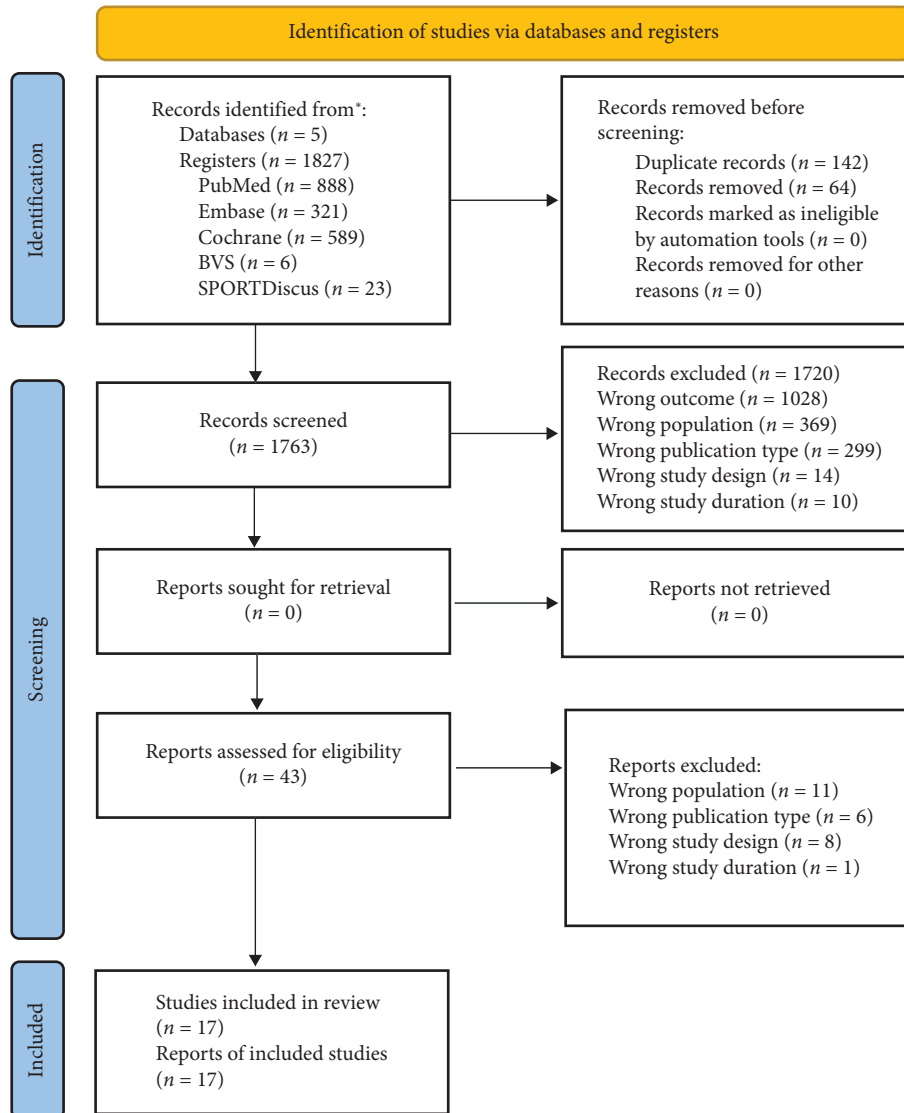 Identification of studies via databases and registers
Identification
Records identified from*:
Databases (n = 5)
Registers (n = 1827)
PubMed (n = 888)
Embase (n = 321)
Cochrane (n = 589)
BVS (n = 6)
SPORTDiscus (n = 23)
Records removed before
screening:
Duplicate records (n = 142)
Records removed (n = 64)
Records marked as ineligible
by automation tools (n = 0)
Records removed for other
reasons (n = 0)
Screening
Records screened
(n = 1763)
Records excluded (n = 1720)
Wrong outcome (n = 1028)
Wrong population (n = 369)
Wrong publication type (n = 299)
Wrong study design (n = 14)
Wrong study duration (n = 10)
Reports sought for retrieval
(n = 0)
Reports not retrieved
(n = 0)
Reports assessed for eligibility
(n = 43)
Reports excluded:
Wrong population (n = 11)
Wrong publication type (n = 6)
Wrong study design (n = 8)
Wrong study duration (n = 1)
Included
Studies included in review
(n = 17)
Reports of included studies
(n = 17)